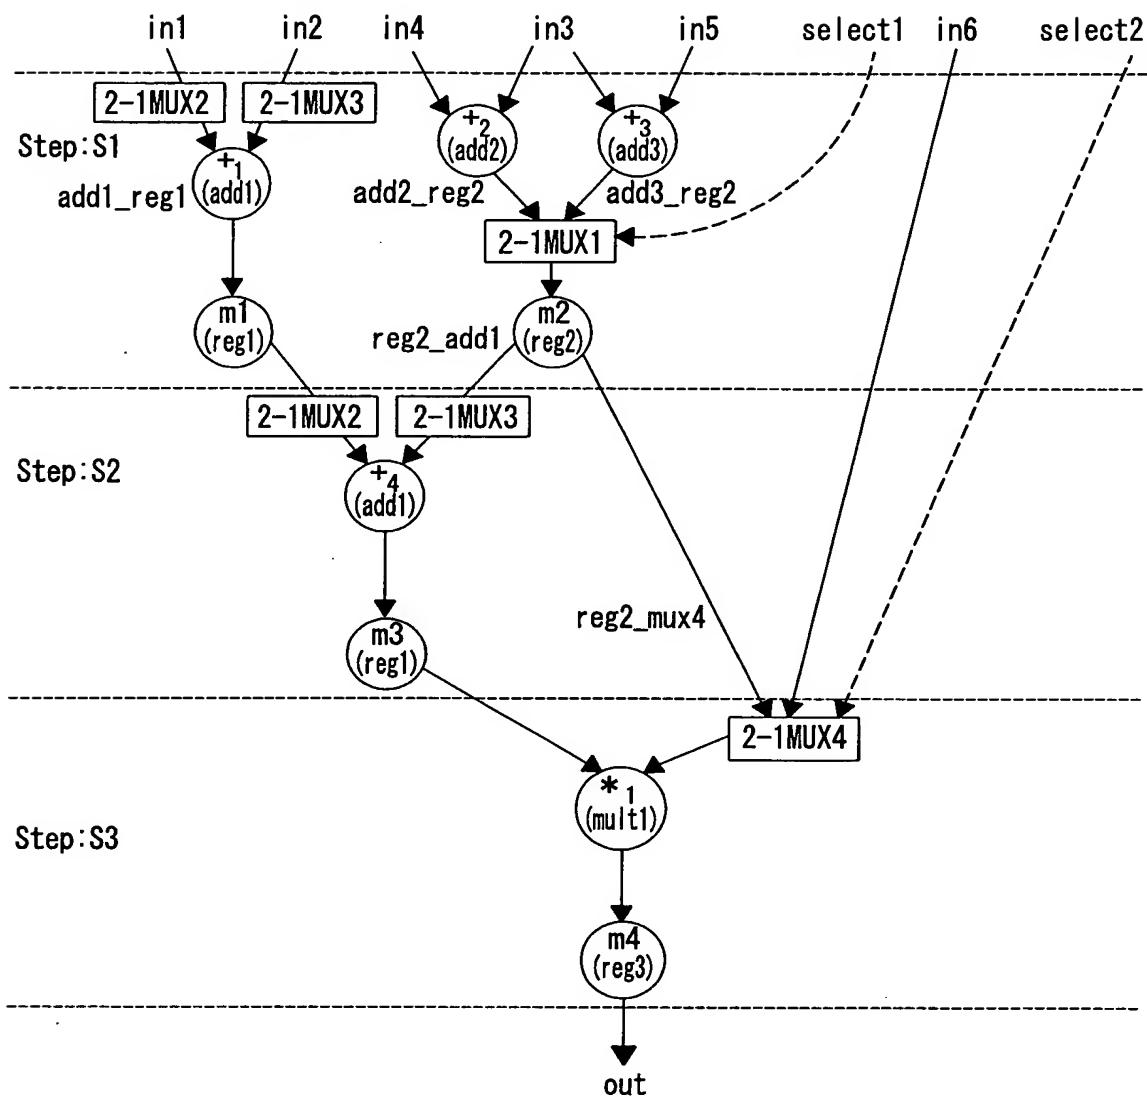 in1 in2 in4 in3 in5 select1 in6 select2
2-1MUX2 2-1MUX3
+2 +3
(add2) (add3)
Step:S1
+1
(add1)
add1_reg1 add2_reg2 add3_reg2
2-1MUX1
m1 m2
(reg1) (reg2)
reg2_add1
2-1MUX2 2-1MUX3
Step:S2
+4
(add1)
reg2_mux4
m3
(reg1)
2-1MUX4
*1
(mult1)
Step:S3
m4
(reg3)
out